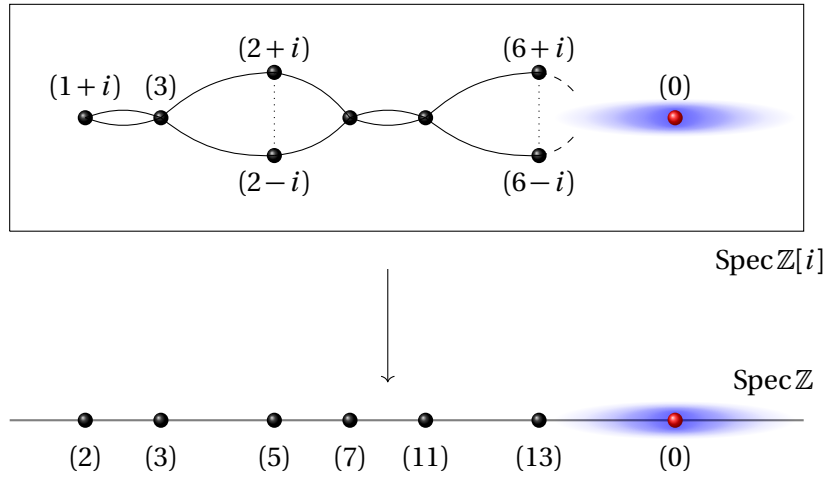 (2+i) (6+i)
(1+i) (3) (0)
(2−i) (6−i)
Spec ℤ[i]
Spec ℤ
(2) (3) (5) (7) (11) (13) (0)